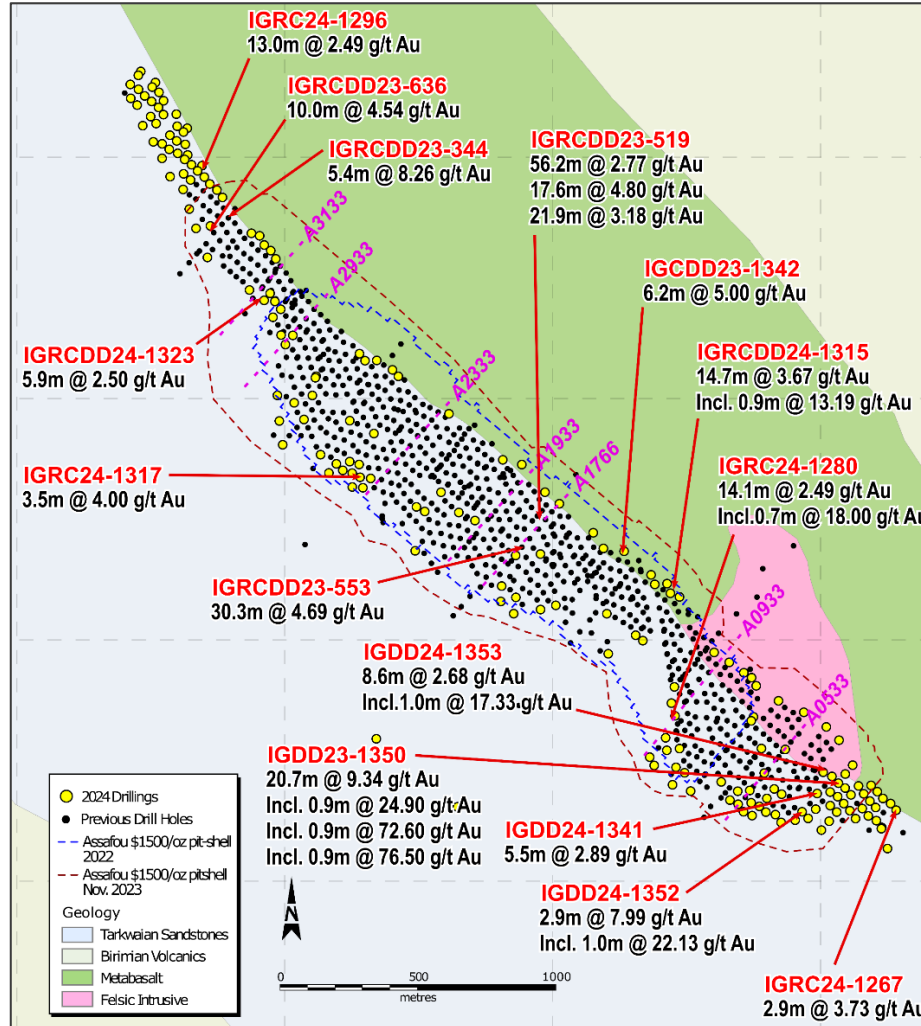 IGRC24-1296
13.0m @ 2.49 g/t Au
IGRCDD23-636
10.0m @ 4.54 g/t Au
IGRCDD23-344
5.4m @ 8.26 g/t Au
IGRCDD23-519
56.2m @ 2.77 g/t Au
17.6m @ 4.80 g/t Au
21.9m @ 3.18 g/t Au
A3133
A2933
IGCDD23-1342
6.2m @ 5.00 g/t Au
IGRCDD24-1323
5.9m @ 2.50 g/t Au
IGRCDD24-1315
14.7m @ 3.67 g/t Au
Incl. 0.9m @ 13.19 g/t Au
A2333
A1933
A1766
IGRC24-1317
3.5m @ 4.00 g/t Au
IGRC24-1280
14.1m @ 2.49 g/t Au
Incl.0.7m @ 18.00 g/t Au
IGRCDD23-553
30.3m @ 4.69 g/t Au
A0933
IGDD24-1353
8.6m @ 2.68 g/t Au
Incl.1.0m @ 17.33 g/t Au
A0533
IGDD23-1350
20.7m @ 9.34 g/t Au
Incl. 0.9m @ 24.90 g/t Au
Incl. 0.9m @ 72.60 g/t Au
Incl. 0.9m @ 76.50 g/t Au
IGDD24-1341
5.5m @ 2.89 g/t Au
IGDD24-1352
2.9m @ 7.99 g/t Au
Incl. 1.0m @ 22.13 g/t Au
IGRC24-1267
2.9m @ 3.73 g/t Au
2024 Drillings
Previous Drill Holes
Assafou $1500/oz pit-shell
2022
Assafou $1500/oz pitshell
Nov. 2023
Geology
Tarkwaian Sandstones
Birimian Volcanics
Metabasalt
Felsic Intrusive
N
0 500 1000
metres